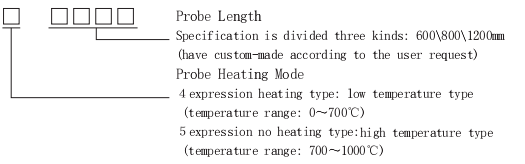 Probe Length
Specification is divided three kinds: 600\800\1200mm
(have custom-made according to the user request)
Probe Heating Mode
4 expression heating type: low temperature type
(temperature range: 0～700℃)
5 expression no heating type:high temperature type
(temperature range: 700～1000℃)